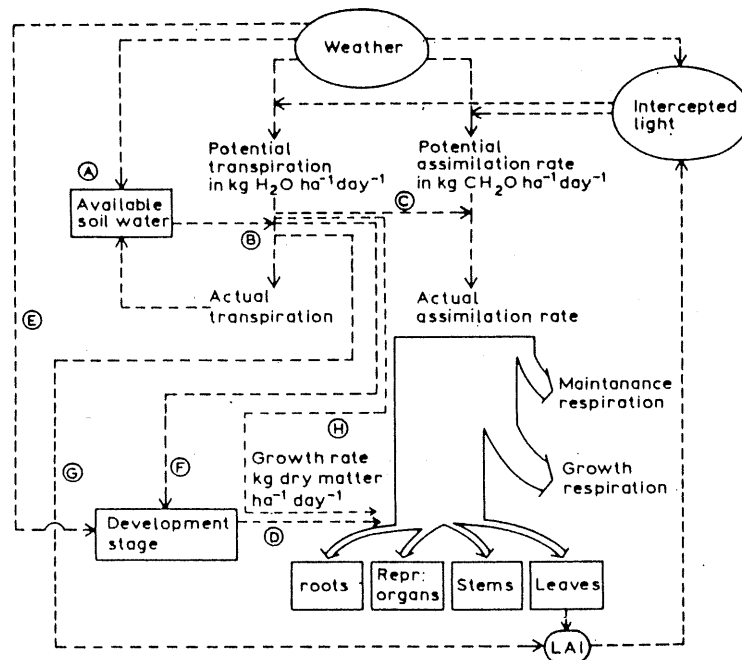 Weather
Intercepted
light
Potential
transpiration
in kg H₂O ha⁻¹ day⁻¹
Potential
assimilation rate
in kg CH₂O ha⁻¹ day⁻¹
A
Available
soil water
B
C
Actual
transpiration
Actual
assimilation rate
E
Maintanance
respiration
H
G
F
Growth rate
kg dry matter
ha⁻¹ day⁻¹
Growth
respiration
Development
stage
D
roots
Repr:
organs
Stems
Leaves
LAI